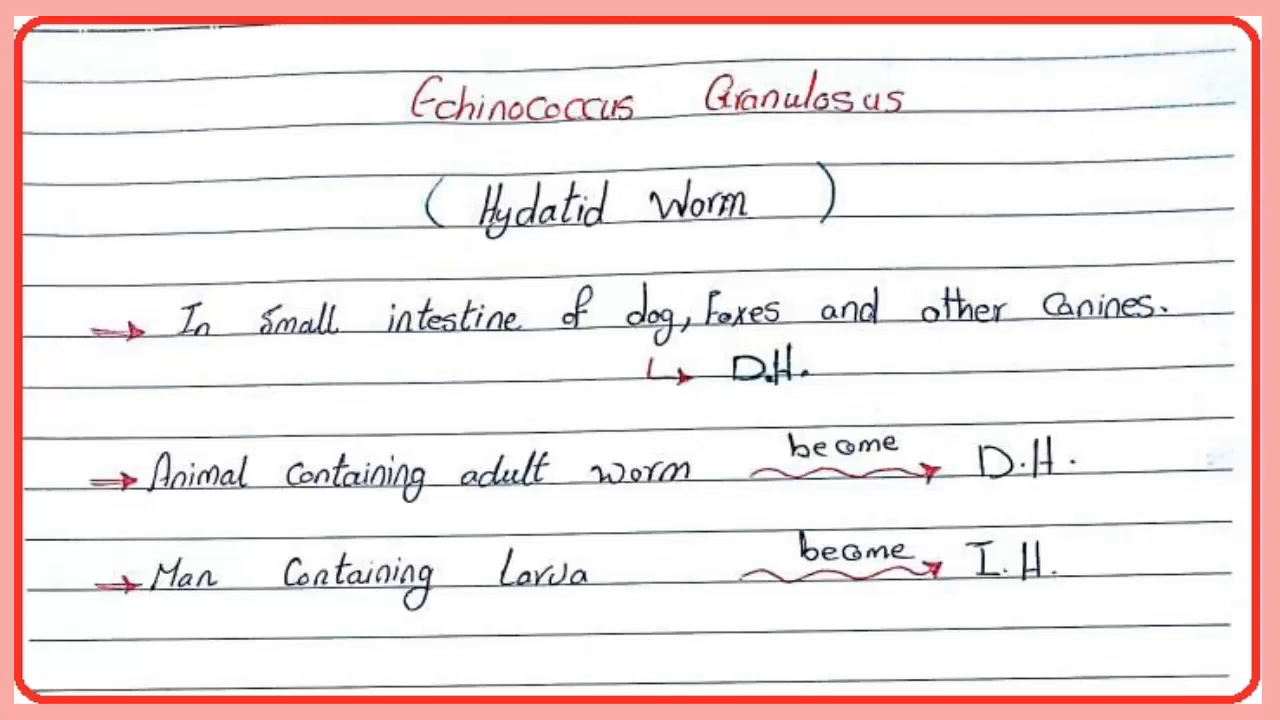 Echinococcus Granulosus
( Hydatid Worm )
⇒ In small intestine of dog, Foxes and other Canines.
↳ D.H.
⇒ Animal Containing adult worm become → D.H.
⇒ Man Containing Larva become → I.H.